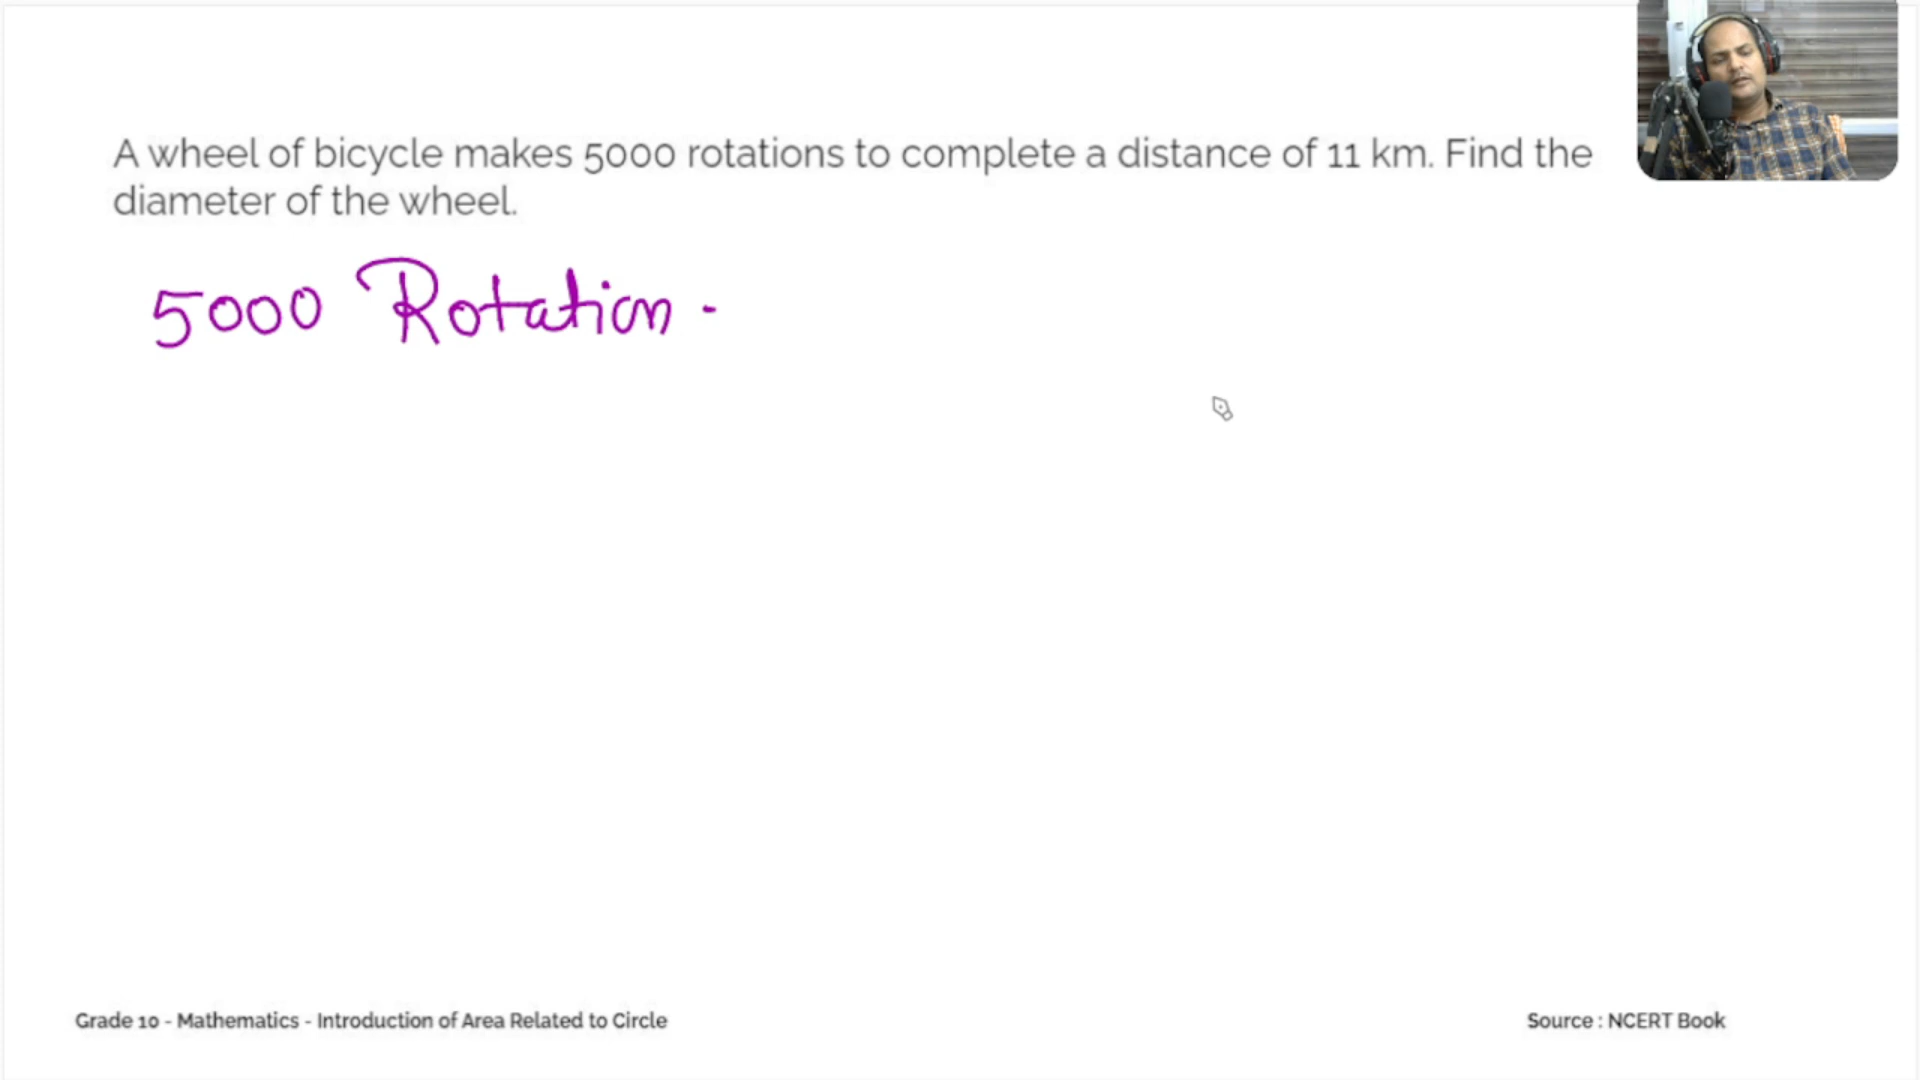 A wheel of bicycle makes 5000 rotations to complete a distance of 11 km. Find the
diameter of the wheel.
5000 Rotation -
Grade 10 - Mathematics - Introduction of Area Related to Circle
Source : NCERT Book